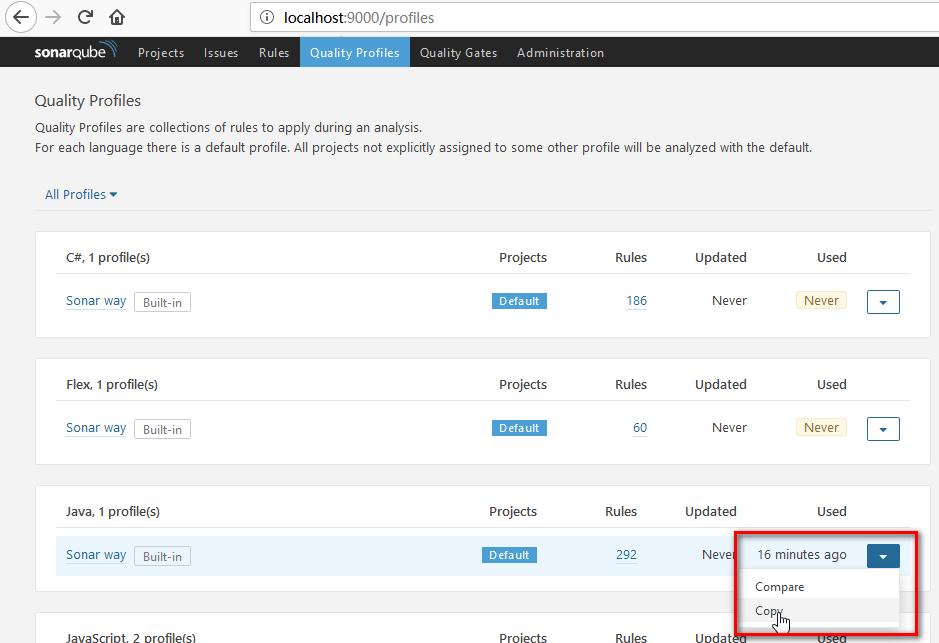 localhost:9000/profiles
sonarqube Projects Issues Rules Quality Profiles Quality Gates Administration
Quality Profiles
Quality Profiles are collections of rules to apply during an analysis.
For each language there is a default profile. All projects not explicitly assigned to some other profile will be analyzed with the default.
All Profiles
C#, 1 profile(s) Projects Rules Updated Used
Sonar way Built-in Default 186 Never Never
Flex, 1 profile(s) Projects Rules Updated Used
Sonar way Built-in Default 60 Never Never
Java, 1 profile(s) Projects Rules Updated Used
Sonar way Built-in Default 292 Never 16 minutes ago
Compare
Copy
JavaScript, 2 profile(s) Projects Rules Updated Used